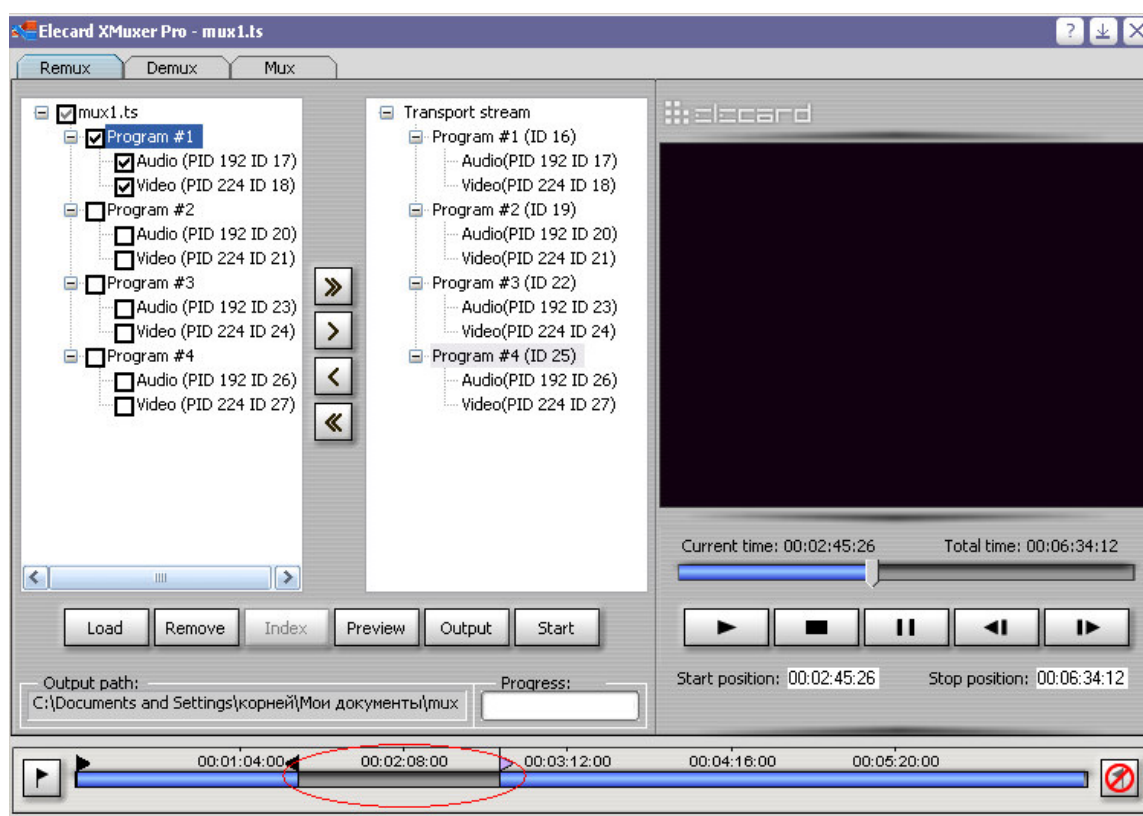 Elecard XMuxer Pro - mux1.ts
Remux Demux Mux
mux1.ts
Program #1
Audio (PID 192 ID 17)
Video (PID 224 ID 18)
Program #2
Audio (PID 192 ID 20)
Video (PID 224 ID 21)
Program #3
Audio (PID 192 ID 23)
Video (PID 224 ID 24)
Program #4
Audio (PID 192 ID 26)
Video (PID 224 ID 27)
Transport stream
Program #1 (ID 16)
Audio(PID 192 ID 17)
Video(PID 224 ID 18)
Program #2 (ID 19)
Audio(PID 192 ID 20)
Video(PID 224 ID 21)
Program #3 (ID 22)
Audio(PID 192 ID 23)
Video(PID 224 ID 24)
Program #4 (ID 25)
Audio(PID 192 ID 26)
Video(PID 224 ID 27)
elecard
Current time: 00:02:45:26 Total time: 00:06:34:12
Load Remove Index Preview Output Start
Start position: 00:02:45:26 Stop position: 00:06:34:12
Output path:
C:\Documents and Settings\корней\Мои документы\mux
Progress:
00:01:04:00 00:02:08:00 00:03:12:00 00:04:16:00 00:05:20:00